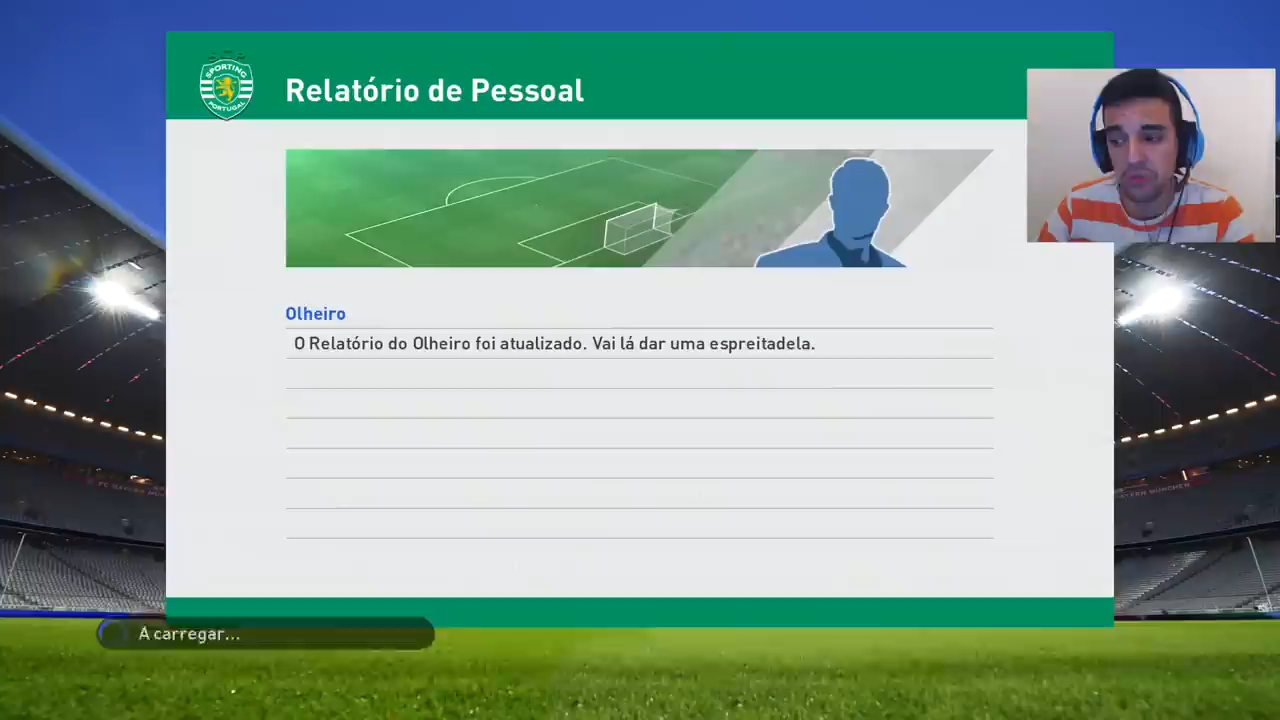 SPORTING
PORTUGAL
Relatório de Pessoal
Olheiro
O Relatório do Olheiro foi atualizado. Vai lá dar uma espreitadela.
A carregar...